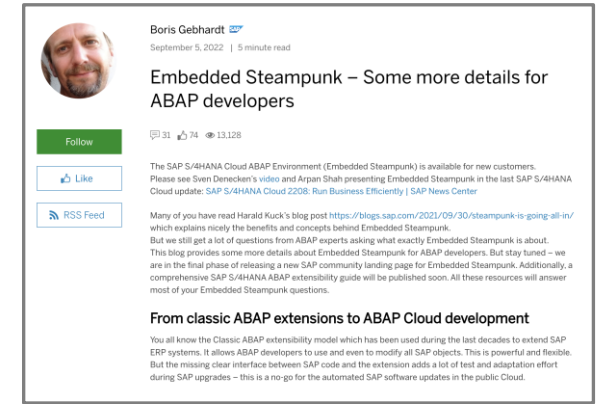 Boris Gebhardt
September 5, 2022 | 5 minute read
Embedded Steampunk – Some more details for
ABAP developers
31 74 13,128
Follow
Like
RSS Feed
The SAP S/4HANA Cloud ABAP Environment (Embedded Steampunk) is available for new customers.
Please see Sven Denecken's video and Arpan Shah presenting Embedded Steampunk in the last SAP S/4HANA
Cloud update: SAP S/4HANA Cloud 2208: Run Business Efficiently | SAP News Center
Many of you have read Harald Kuck's blog post https://blogs.sap.com/2021/09/30/steampunk-is-going-all-in/
which explains nicely the benefits and concepts behind Embedded Steampunk.
But we still get a lot of questions from ABAP experts asking what exactly Embedded Steampunk is about.
This blog provides some more details about Embedded Steampunk for ABAP developers. But stay tuned – we
are in the final phase of releasing a new SAP community landing page for Embedded Steampunk. Additionally, a
comprehensive SAP S/4HANA ABAP extensibility guide will be published soon. All these resources will answer
most of your Embedded Steampunk questions.
From classic ABAP extensions to ABAP Cloud development
You all know the Classic ABAP extensibility model which has been used during the last decades to extend SAP
ERP systems. It allows ABAP developers to use and even to modify all SAP objects. This is powerful and flexible.
But the missing clear interface between SAP code and the extension adds a lot of test and adaptation effort
during SAP upgrades – this is a no-go for the automated SAP software updates in the public Cloud.